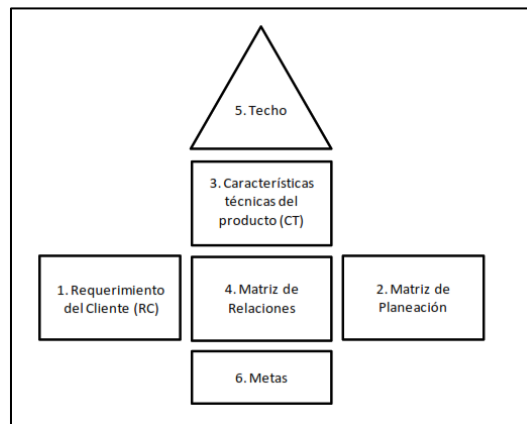 5. Techo
3. Características
técnicas del
producto (CT)
1. Requerimiento
del Cliente (RC)
4. Matriz de
Relaciones
2. Matriz de
Planeación
6. Metas